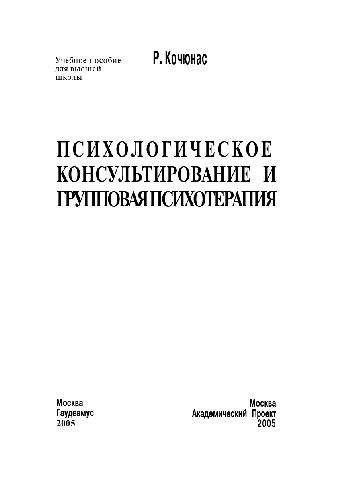 Учебное пособие
для высшей
школы
Р. Кочюнас
ПСИХОЛОГИЧЕСКОЕ
КОНСУЛЬТИРОВАНИЕ И
ГРУППОВАЯ ПСИХОТЕРАПИЯ
Москва
Гаудеамус
2005
Москва
Академический Проект
2005